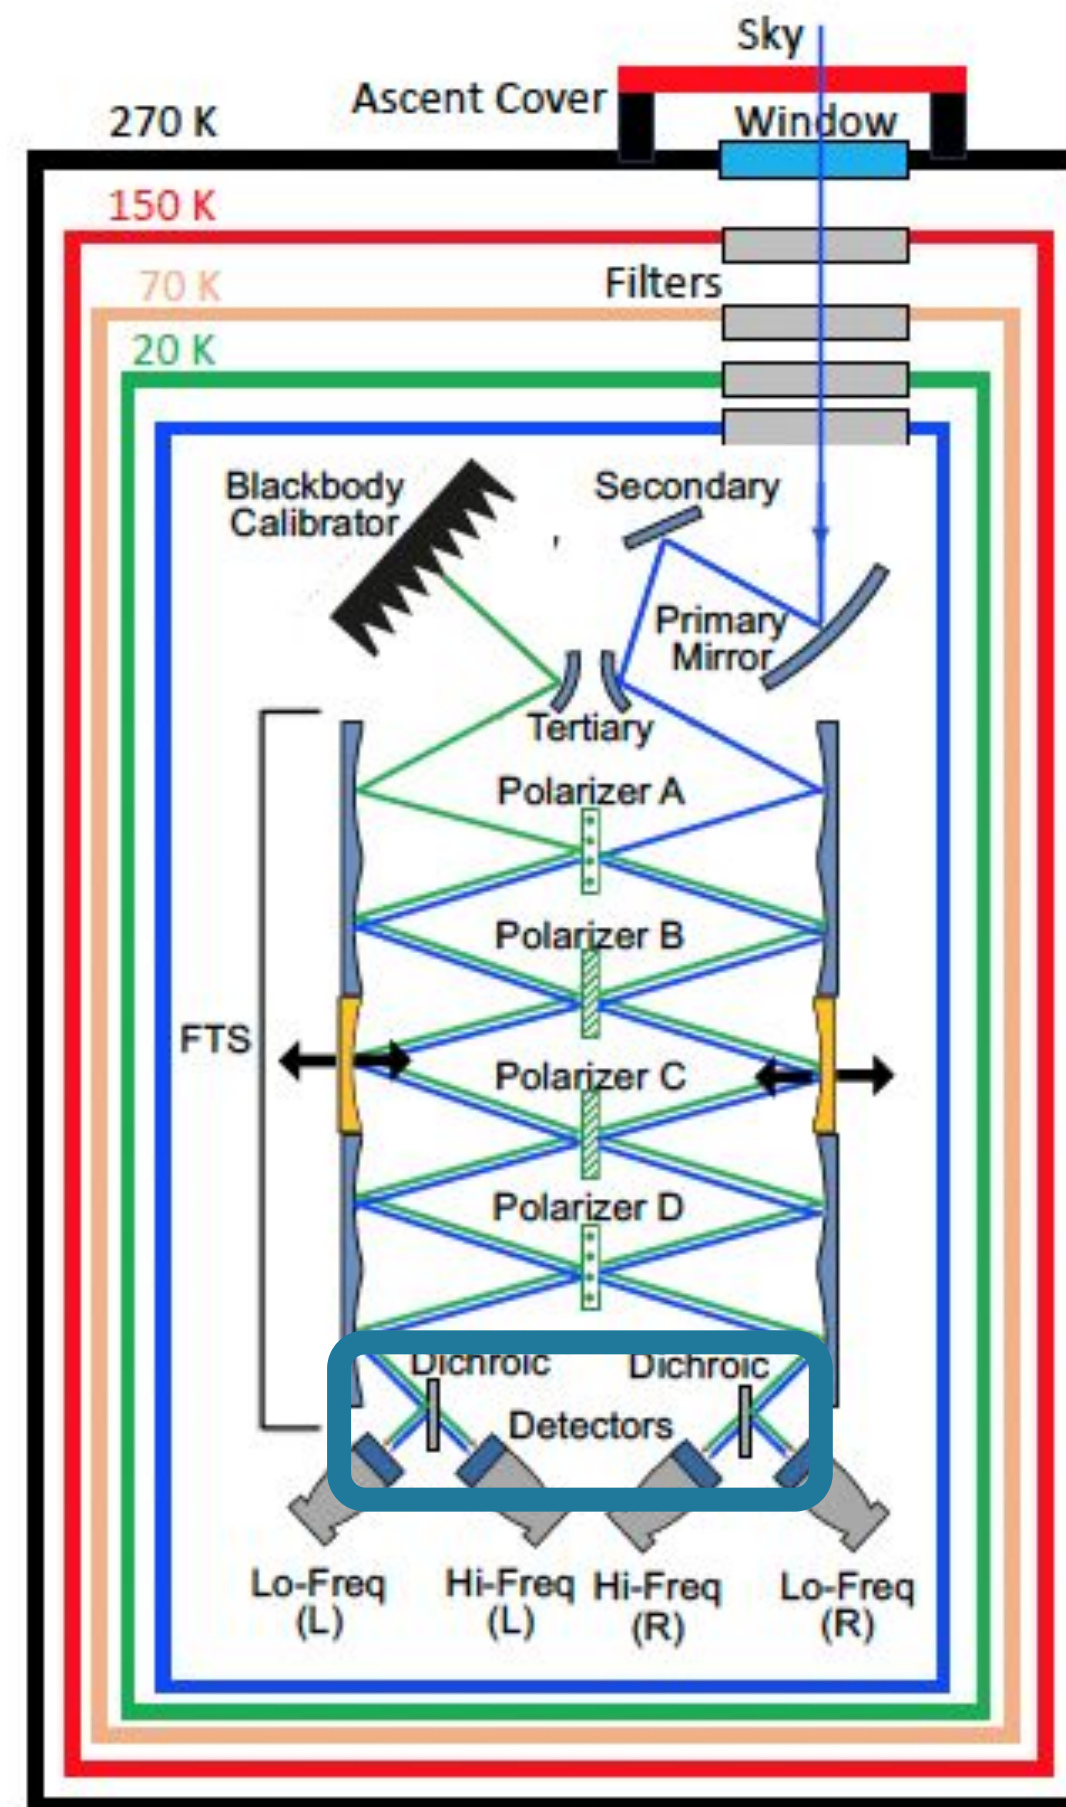 Sky
Ascent Cover
Window
270 K
150 K
Filters
70 K
20 K
Blackbody
Calibrator
Secondary
Primary
Mirror
Tertiary
Polarizer A
Polarizer B
FTS
Polarizer C
Polarizer D
Dichroic
Dichroic
Detectors
Lo-Freq
(L)
Hi-Freq
(L)
Hi-Freq
(R)
Lo-Freq
(R)